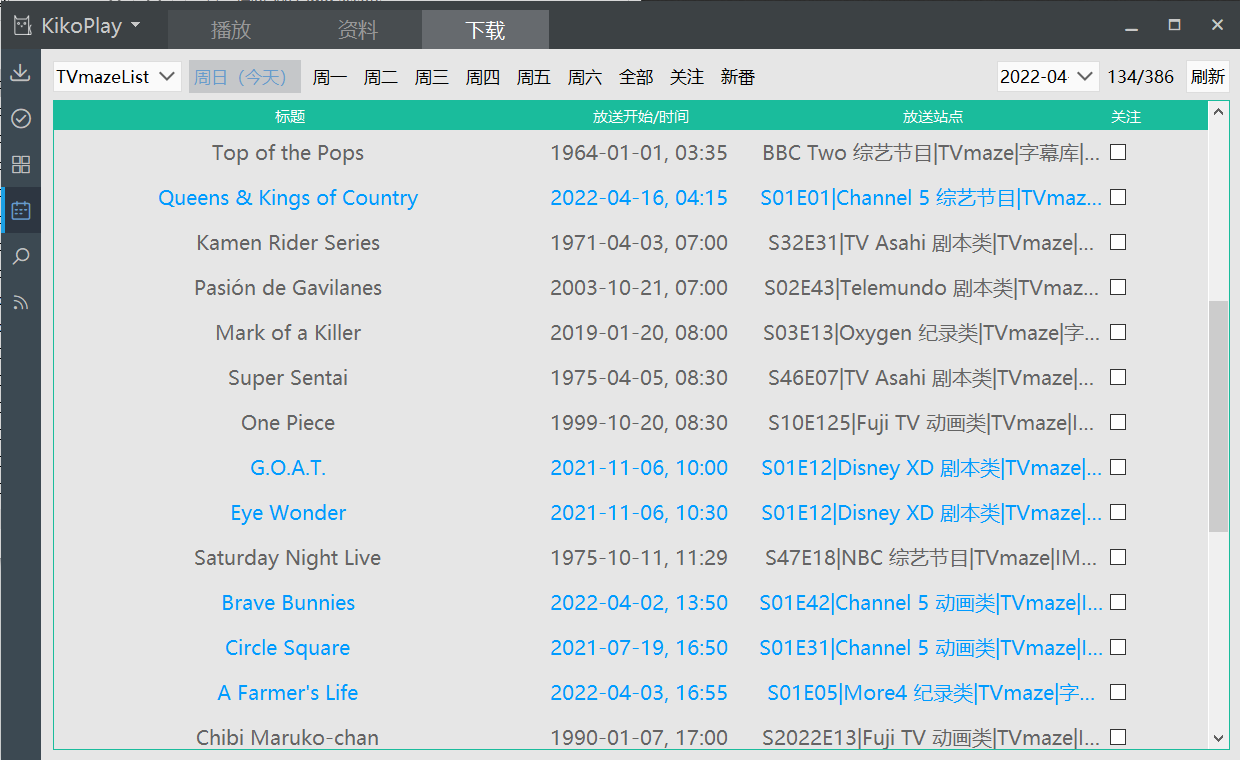 KikoPlay 播放 资料 下载
TVmazeList 周日（今天） 周一 周二 周三 周四 周五 周六 全部 关注 新番 2022-04 134/386 刷新
标题 放送开始/时间 放送站点 关注
Top of the Pops 1964-01-01, 03:35 BBC Two 综艺节目|TVmaze|字幕库|...
Queens & Kings of Country 2022-04-16, 04:15 S01E01|Channel 5 综艺节目|TVmaz...
Kamen Rider Series 1971-04-03, 07:00 S32E31|TV Asahi 剧本类|TVmaze|...
Pasión de Gavilanes 2003-10-21, 07:00 S02E43|Telemundo 剧本类|TVmaz...
Mark of a Killer 2019-01-20, 08:00 S03E13|Oxygen 纪录类|TVmaze|字...
Super Sentai 1975-04-05, 08:30 S46E07|TV Asahi 剧本类|TVmaze|...
One Piece 1999-10-20, 08:30 S10E125|Fuji TV 动画类|TVmaze|I...
G.O.A.T. 2021-11-06, 10:00 S01E12|Disney XD 剧本类|TVmaze|...
Eye Wonder 2021-11-06, 10:30 S01E12|Disney XD 剧本类|TVmaze|...
Saturday Night Live 1975-10-11, 11:29 S47E18|NBC 综艺节目|TVmaze|IM...
Brave Bunnies 2022-04-02, 13:50 S01E42|Channel 5 动画类|TVmaze|I...
Circle Square 2021-07-19, 16:50 S01E31|Channel 5 动画类|TVmaze|I...
A Farmer's Life 2022-04-03, 16:55 S01E05|More4 纪录类|TVmaze|字...
Chibi Maruko-chan 1990-01-07, 17:00 S2022E13|Fuji TV 动画类|TVmaze|I...